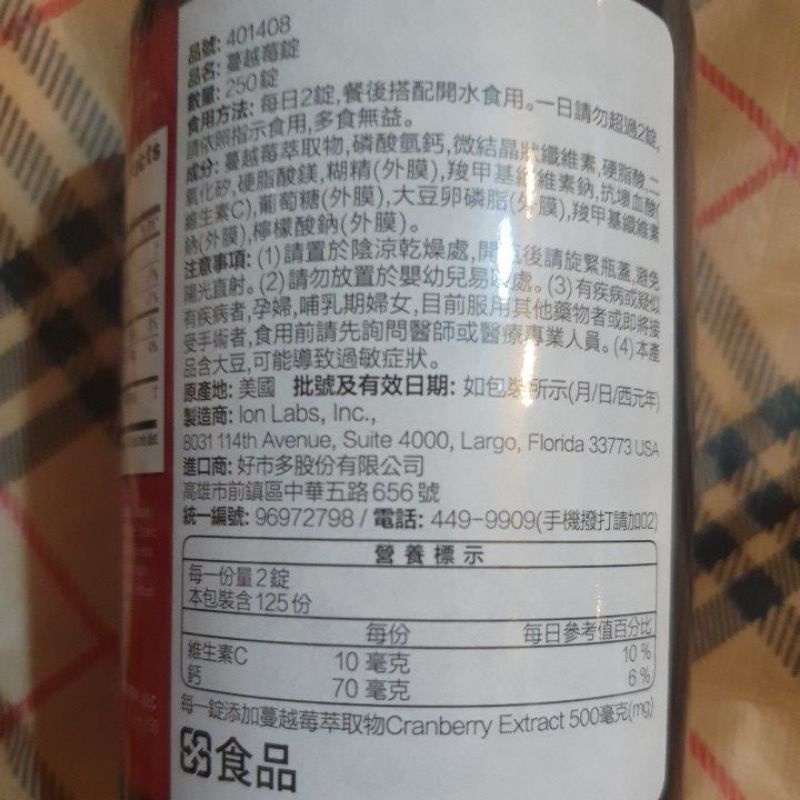 品號: 401408
品名: 蔓越莓錠
數量: 250錠
食用方法: 每日2錠,餐後搭配開水食用。一日請勿超過2錠,
請依照指示食用,多食無益。
成分: 蔓越莓萃取物,磷酸氫鈣,微結晶狀纖維素,硬脂酸,二
氧化矽,硬脂酸鎂,糊精(外膜),羧甲基纖維素鈉,抗壞血酸(
維生素C),葡萄糖(外膜),大豆卵磷脂(外膜),羧甲基纖維素
鈉(外膜),檸檬酸鈉(外膜)。
注意事項: (1)請置於陰涼乾燥處,開 後請旋緊瓶蓋,避免
陽光直射。(2)請勿放置於嬰幼兒易 處。(3)有疾病或疑似
有疾病者,孕婦,哺乳期婦女,目前服用其他藥物者或即將接
受手術者,食用前請先詢問醫師或醫療專業人員。(4)本產
品含大豆,可能導致過敏症狀。
原產地: 美國 批號及有效日期: 如包裝所示(月/日/西元年)
製造商: Ion Labs, Inc.,
8031 114th Avenue, Suite 4000, Largo, Florida 33773 USA
進口商: 好市多股份有限公司
高雄市前鎮區中華五路656號
統一編號: 96972798 / 電話: 449-9909(手機撥打請加02)
營養標示
每一份量2錠
本包裝含125份
每份 每日參考值百分比
維生素C 10 毫克 10 %
鈣 70 毫克 6 %
每一錠添加蔓越莓萃取物Cranberry Extract 500毫克(mg)
食品